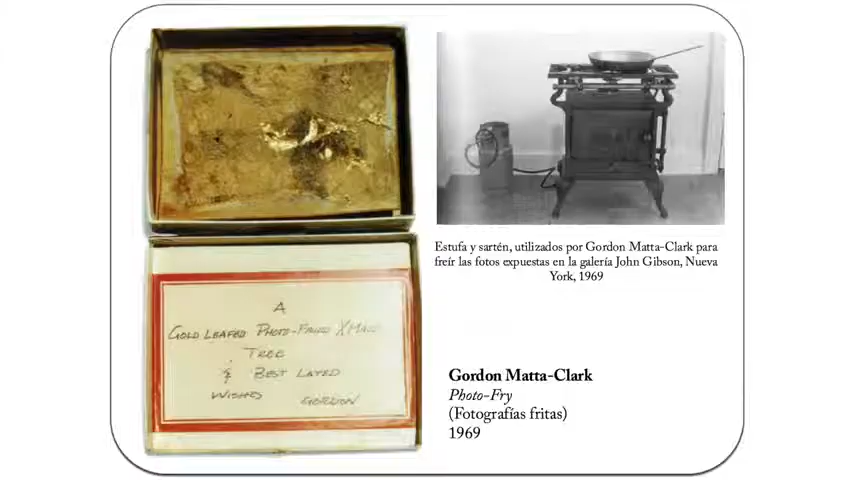 A
GOLD LEAFED PHOTO-FRIED XMAS
TREE
& BEST LATED
WISHES GORDON
Estufa y sartén, utilizados por Gordon Matta-Clark para
freír las fotos expuestas en la galería John Gibson, Nueva
York, 1969
Gordon Matta-Clark
Photo-Fry
(Fotografías fritas)
1969